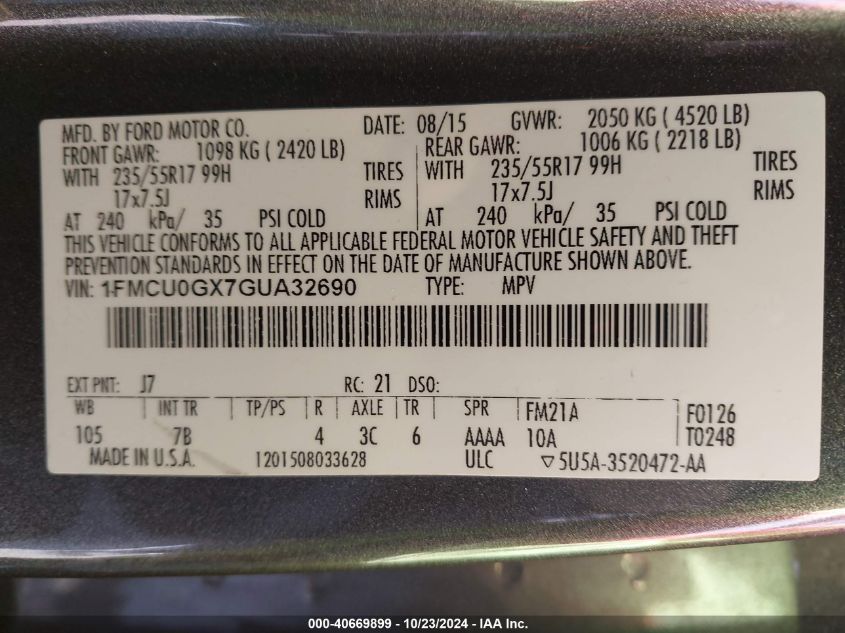 MFD. BY FORD MOTOR CO. DATE: 08/15 GVWR: 2050 KG ( 4520 LB)
FRONT GAWR: 1098 KG ( 2420 LB) REAR GAWR: 1006 KG ( 2218 LB)
WITH 235/55R17 99H TIRES WITH 235/55R17 99H TIRES
17x7.5J RIMS 17x7.5J RIMS
AT 240 kPa/ 35 PSI COLD AT 240 kPa/ 35 PSI COLD
THIS VEHICLE CONFORMS TO ALL APPLICABLE FEDERAL MOTOR VEHICLE SAFETY AND THEFT
PREVENTION STANDARDS IN EFFECT ON THE DATE OF MANUFACTURE SHOWN ABOVE.
VIN: 1FMCU0GX7GUA32690 TYPE: MPV
EXT PNT: J7 RC: 21 DSO:
WB INT TR TP/PS R AXLE TR SPR FM21A F0126
105 7B 4 3C 6 AAAA 10A T0248
MADE IN U.S.A. 1201508033628 ULC ▽5U5A-3520472-AA
000-40669899 - 10/23/2024 - IAA Inc.